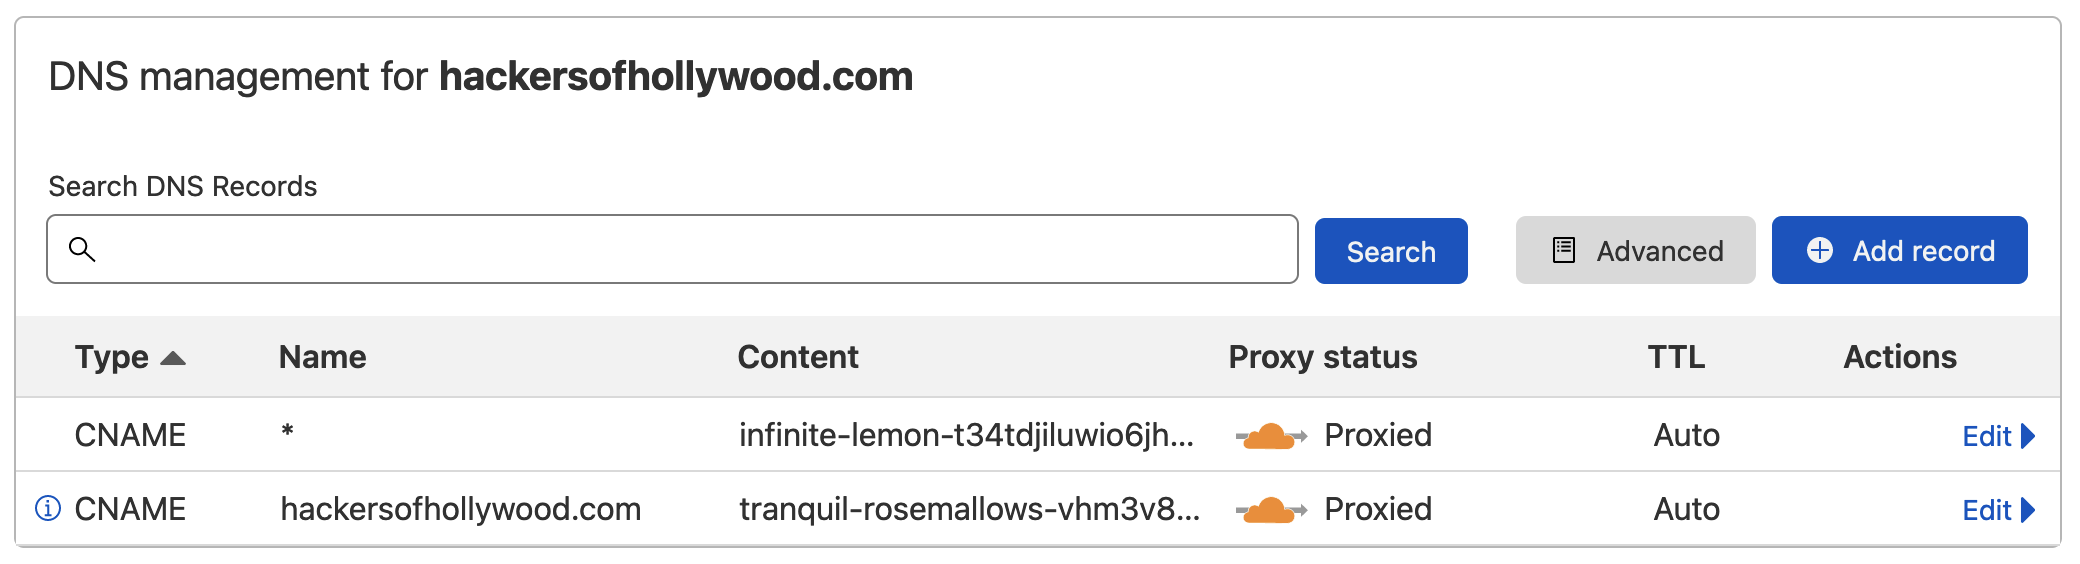 DNS management for hackersofhollywood.com
Search DNS Records
Search Advanced Add record
Type Name Content Proxy status TTL Actions
CNAME * infinite-lemon-t34tdjiluwio6jh... Proxied Auto Edit
CNAME hackersofhollywood.com tranquil-rosemallows-vhm3v8... Proxied Auto Edit